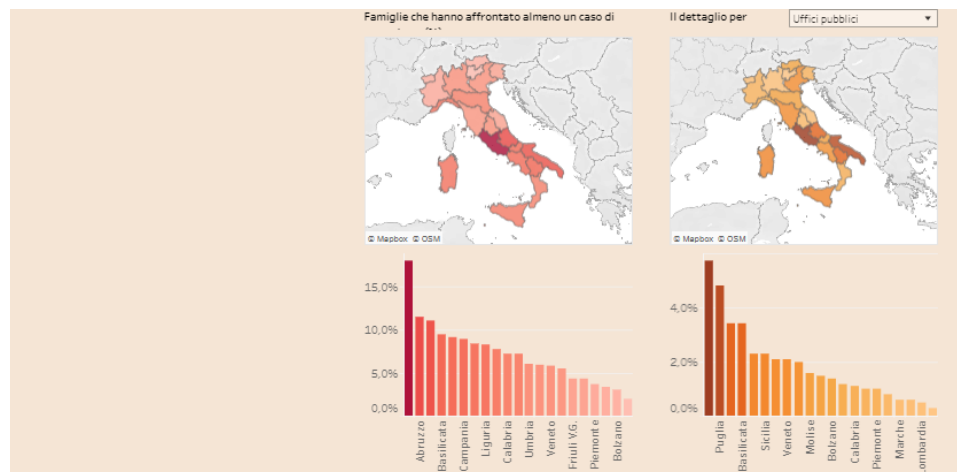 Famiglie che hanno affrontato almeno un caso di
Il dettaglio per
Uffici pubblici
© Mapbox © OSM
© Mapbox © OSM
15,0%
10,0%
5,0%
0,0%
Abruzzo
Basilicata
Campania
Liguria
Calabria
Umbria
Veneto
Friuli V.G.
Piemonte
Bolzano
4,0%
2,0%
0,0%
Puglia
Basilicata
Sicilia
Veneto
Molise
Bolzano
Calabria
Piemonte
Marche
ombardia